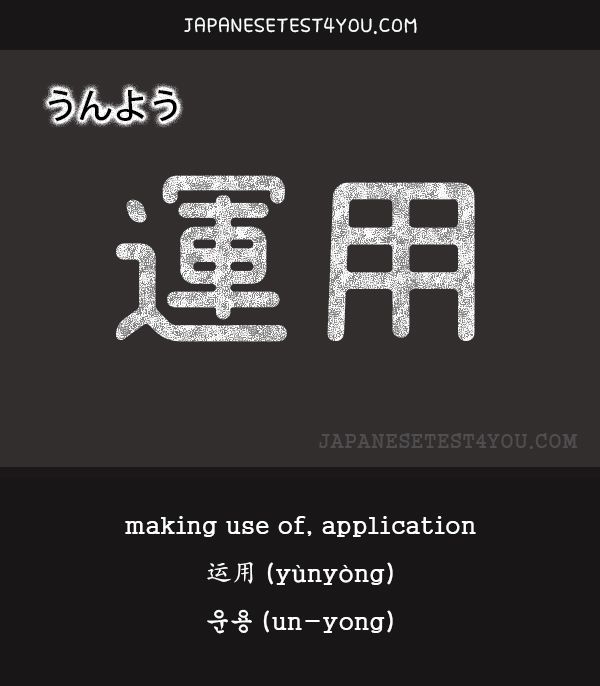 JAPANESETEST4YOU.COM
うんよう
運用
JAPANESETEST4YOU.COM
making use of, application
运用 (yùnyòng)
운용 (un-yong)